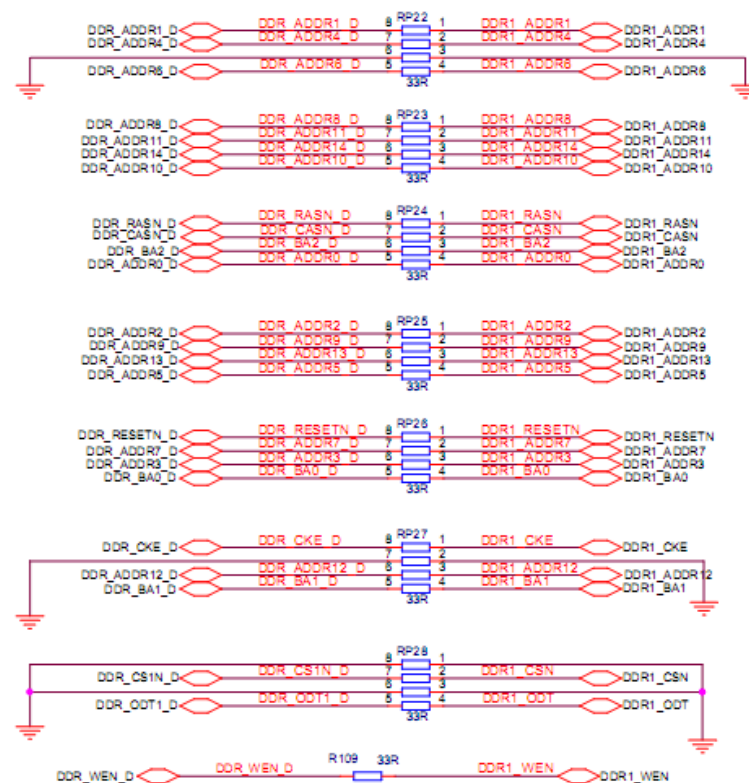 DDR_ADDR1_D DDR_ADDR1_D 8 RP22 1 DDR1_ADDR1 DDR1_ADDR1
DDR_ADDR4_D DDR_ADDR4_D 7 2 DDR1_ADDR4 DDR1_ADDR4
6 3
DDR_ADDR6_D DDR_ADDR6_D 5 4 DDR1_ADDR6 DDR1_ADDR6
33R
DDR_ADDR8_D DDR_ADDR8_D 8 RP23 1 DDR1_ADDR8 DDR1_ADDR8
DDR_ADDR11_D DDR_ADDR11_D 7 2 DDR1_ADDR11 DDR1_ADDR11
DDR_ADDR14_D DDR_ADDR14_D 6 3 DDR1_ADDR14 DDR1_ADDR14
DDR_ADDR10_D DDR_ADDR10_D 5 4 DDR1_ADDR10 DDR1_ADDR10
33R
DDR_RASN_D DDR_RASN_D 8 RP24 1 DDR1_RASN DDR1_RASN
DDR_CASN_D DDR_CASN_D 7 2 DDR1_CASN DDR1_CASN
DDR_BA2_D DDR_BA2_D 6 3 DDR1_BA2 DDR1_BA2
DDR_ADDR0_D DDR_ADDR0_D 5 4 DDR1_ADDR0 DDR1_ADDR0
33R
DDR_ADDR2_D DDR_ADDR2_D 8 RP25 1 DDR1_ADDR2 DDR1_ADDR2
DDR_ADDR9_D DDR_ADDR9_D 7 2 DDR1_ADDR9 DDR1_ADDR9
DDR_ADDR13_D DDR_ADDR13_D 6 3 DDR1_ADDR13 DDR1_ADDR13
DDR_ADDR5_D DDR_ADDR5_D 5 4 DDR1_ADDR5 DDR1_ADDR5
33R
DDR_RESETN_D DDR_RESETN_D 8 RP26 1 DDR1_RESETN DDR1_RESETN
DDR_ADDR7_D DDR_ADDR7_D 7 2 DDR1_ADDR7 DDR1_ADDR7
DDR_ADDR3_D DDR_ADDR3_D 6 3 DDR1_ADDR3 DDR1_ADDR3
DDR_BA0_D DDR_BA0_D 5 4 DDR1_BA0 DDR1_BA0
33R
DDR_CKE_D DDR_CKE_D 8 RP27 1 DDR1_CKE DDR1_CKE
7 2
DDR_ADDR12_D DDR_ADDR12_D 6 3 DDR1_ADDR12 DDR1_ADDR12
DDR_BA1_D DDR_BA1_D 5 4 DDR1_BA1 DDR1_BA1
33R
8 RP28 1
DDR_CS1N_D DDR_CS1N_D 7 2 DDR1_CSN DDR1_CSN
6 3
DDR_ODT1_D DDR_ODT1_D 5 4 DDR1_ODT DDR1_ODT
33R
DDR_WEN_D DDR_WEN_D R109 33R DDR1_WEN DDR1_WEN